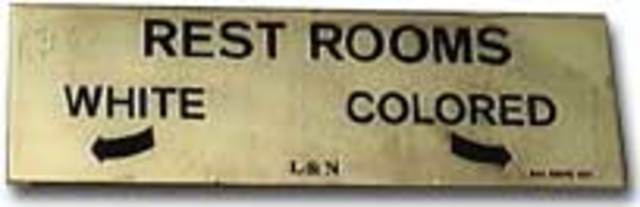 REST ROOMS
WHITE COLORED
L&N